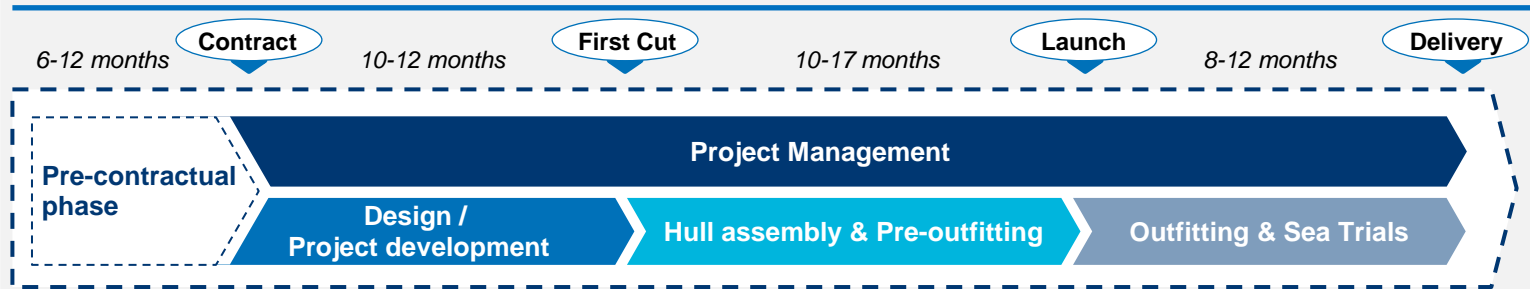 Contract
First Cut
Launch
Delivery
6-12 months
10-12 months
10-17 months
8-12 months
Project Management
Pre-contractual
phase
Design /
Project development
Hull assembly & Pre-outfitting
Outfitting & Sea Trials